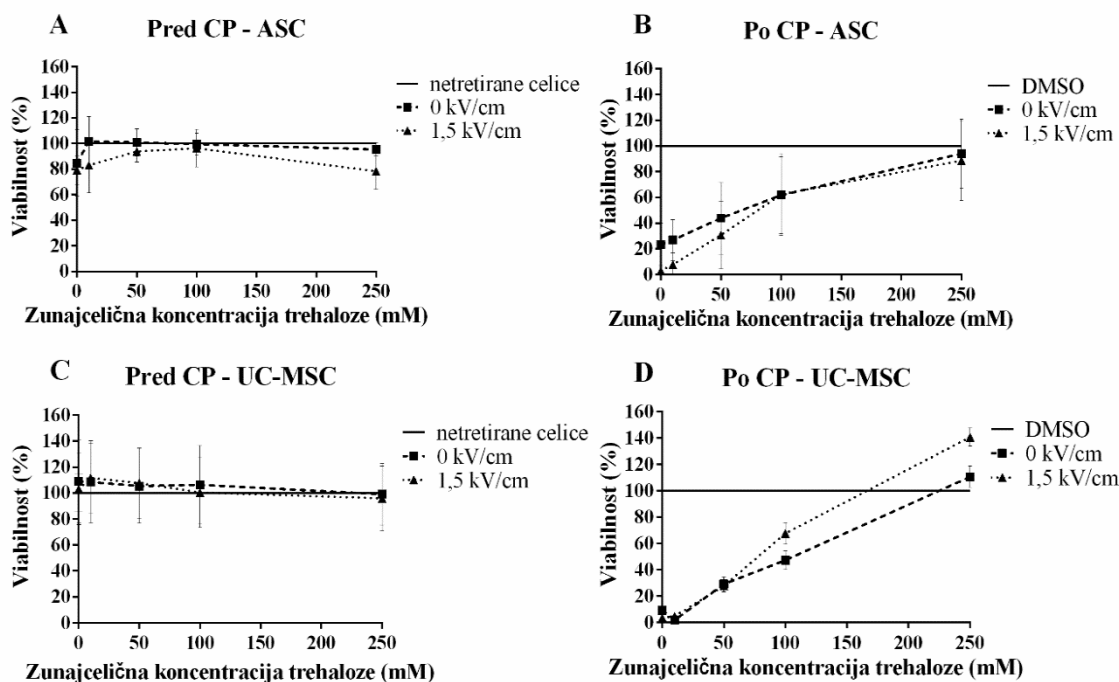 A
Pred CP - ASC
160
140
120
100
80
60
40
20
0
Viabilnost (%)
netretirane celice
0 kV/cm
1,5 kV/cm
0 50 100 150 200 250
Zunajcelična koncentracija trehaloze (mM)
B
Po CP - ASC
160
140
120
100
80
60
40
20
0
Viabilnost (%)
DMSO
0 kV/cm
1,5 kV/cm
0 50 100 150 200 250
Zunajcelična koncentracija trehaloze (mM)
C
Pred CP - UC-MSC
160
140
120
100
80
60
40
20
0
Viabilnost (%)
netretirane celice
0 kV/cm
1,5 kV/cm
0 50 100 150 200 250
Zunajcelična koncentracija trehaloze (mM)
D
Po CP - UC-MSC
160
140
120
100
80
60
40
20
0
Viabilnost (%)
DMSO
0 kV/cm
1,5 kV/cm
0 50 100 150 200 250
Zunajcelična koncentracija trehaloze (mM)